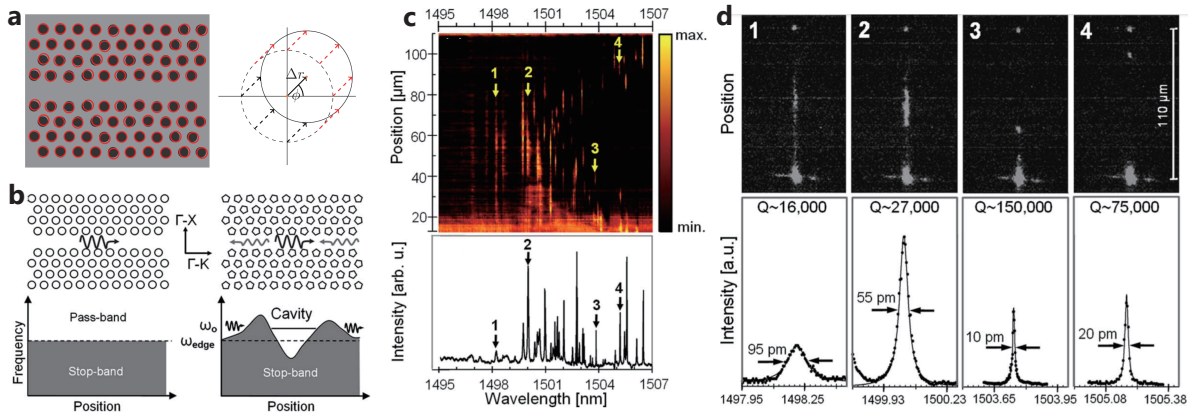 a
Δr
ϕ
b
Γ-X
Γ-K
Frequency
Pass-band
ω_edge
Stop-band
Position
ω_o
Cavity
Stop-band
Position
c
1495 1498 1501 1504 1507
Position [µm]
100
80
60
40
20
1
2
3
4
max.
min.
Intensity [arb. u.]
1
2
3
4
1495 1498 1501 1504 1507
Wavelength [nm]
d
Position
1
2
3
4
110 µm
Intensity [a.u.]
Q~16,000
Q~27,000
Q~150,000
Q~75,000
95 pm
55 pm
10 pm
20 pm
1497.95 1498.25
1499.93 1500.23
1503.65 1503.95
1505.08 1505.38